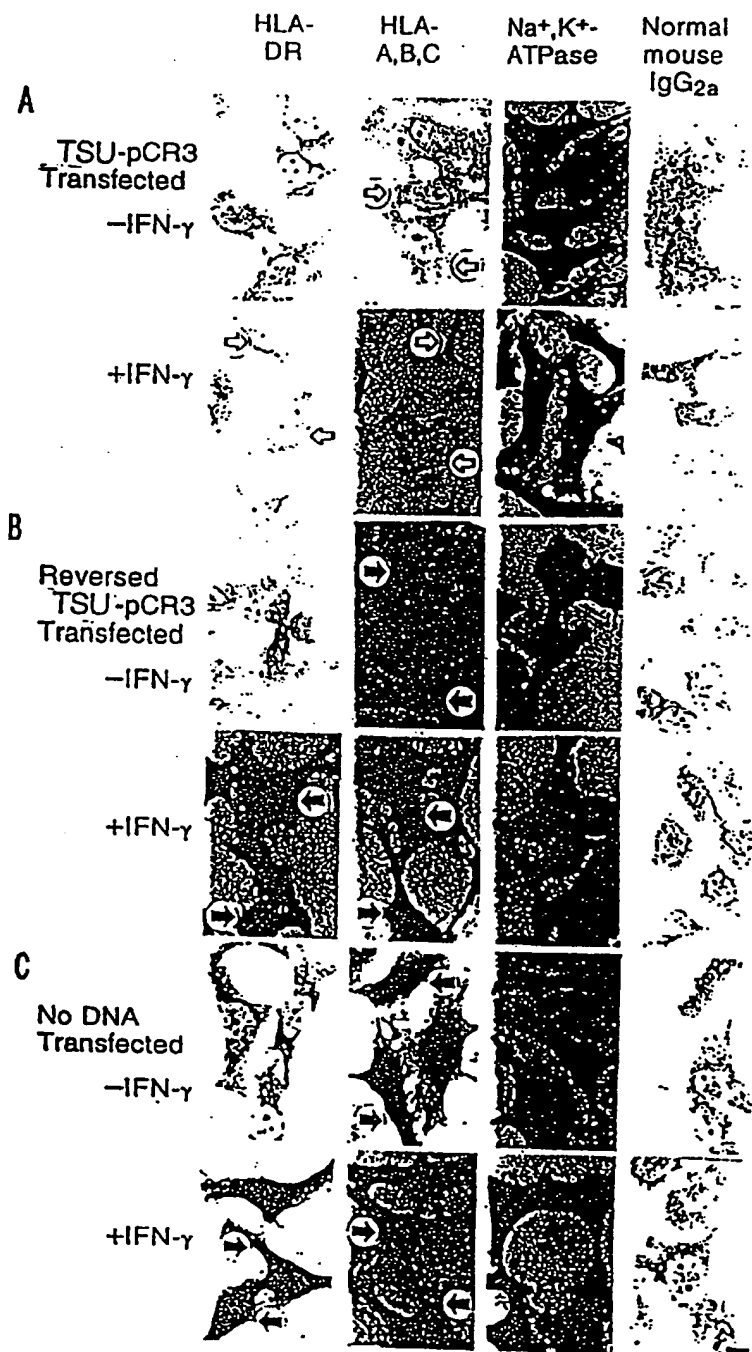 HLA-
DR
HLA-
A,B,C
Na+,K+-
ATPase
Normal
mouse
IgG2a
A
TSU-pCR3
Transfected
—IFN-γ
+IFN-γ
B
Reversed
TSU-pCR3
Transfected
—IFN-γ
+IFN-γ
C
No DNA
Transfected
—IFN-γ
+IFN-γ